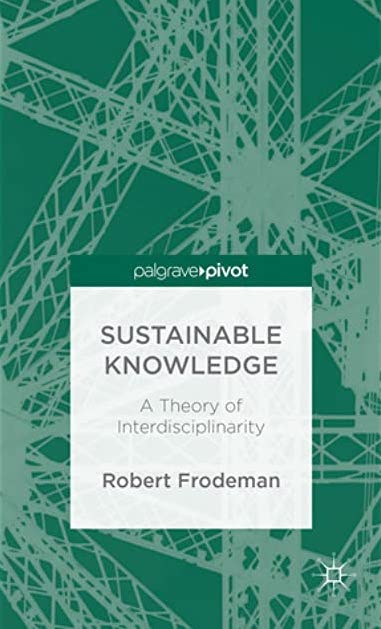 palgrave▸pivot
SUSTAINABLE
KNOWLEDGE
A Theory of
Interdisciplinarity
Robert Frodeman